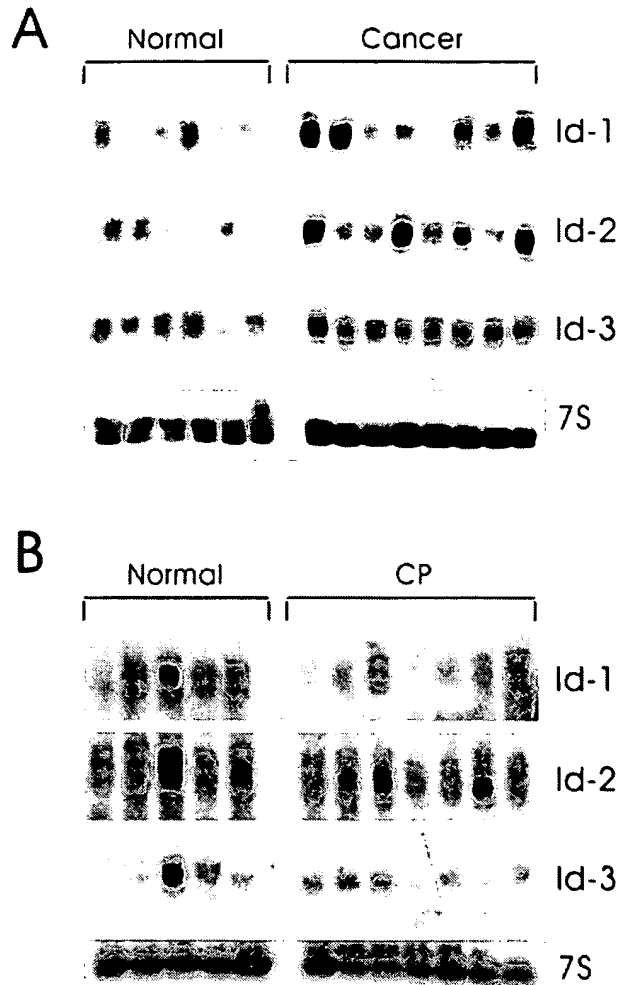 A
Normal Cancer
Id-1
Id-2
Id-3
7S
B
Normal CP
Id-1
Id-2
Id-3
7S